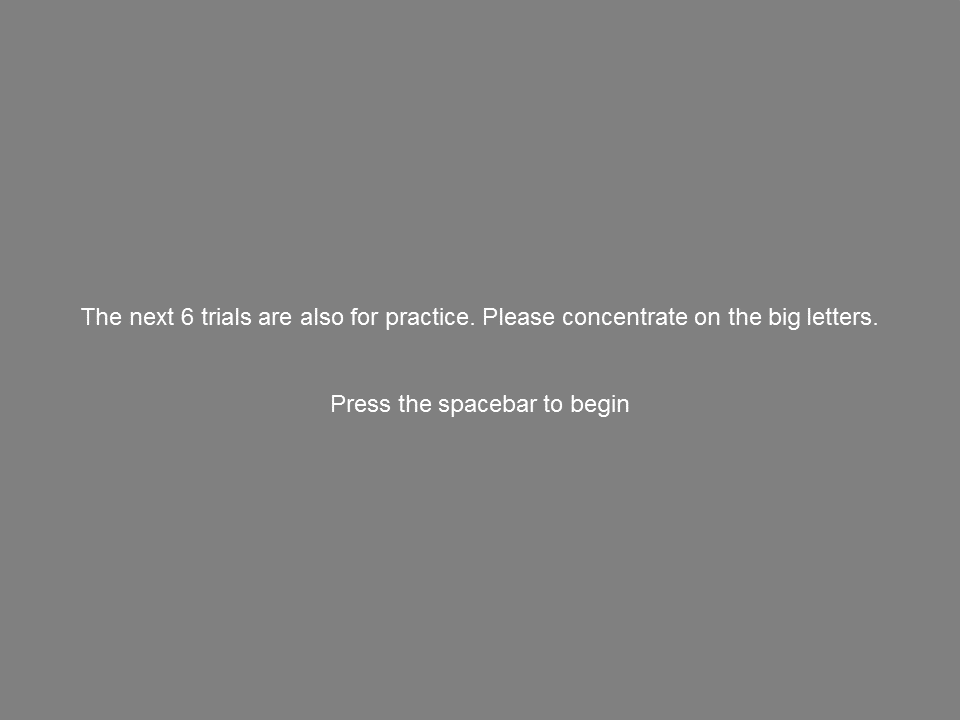 The next 6 trials are also for practice. Please concentrate on the big letters.
Press the spacebar to begin